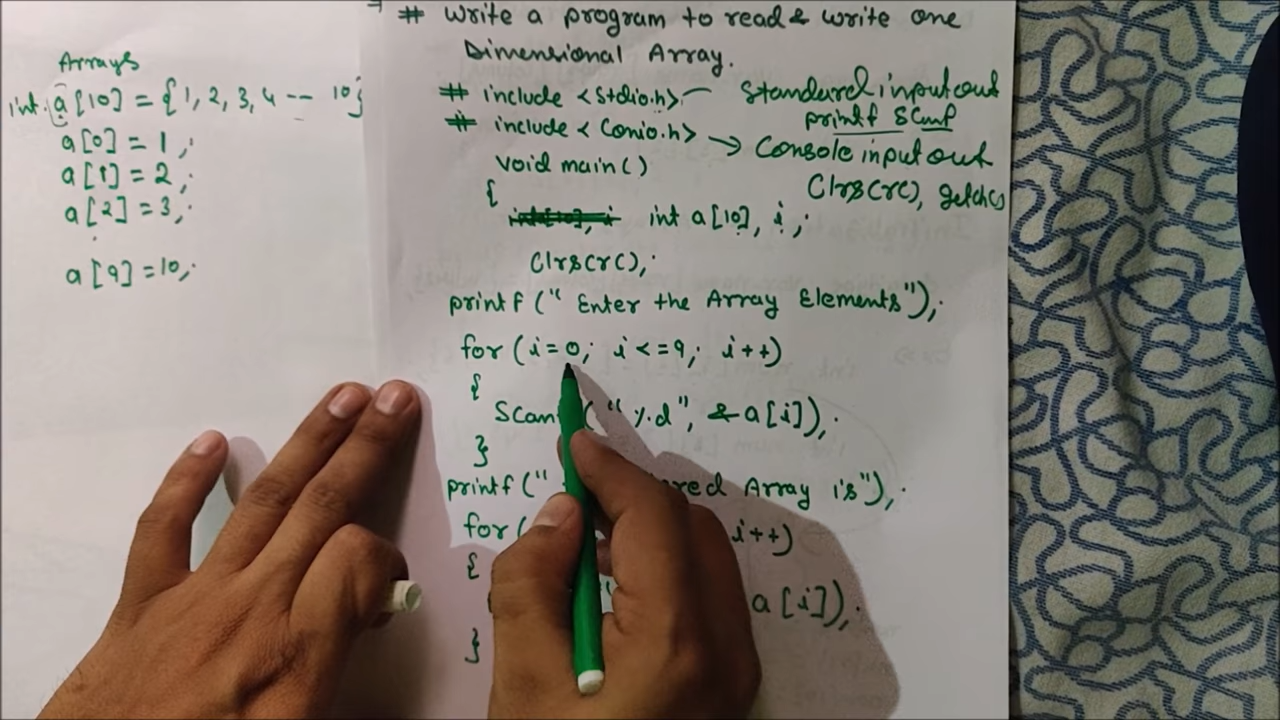 Arrays
int a[10] = {1, 2, 3, 4 -- 10}
a[0] = 1;
a[1] = 2;
a[2] = 3;
a[9] = 10;
# Write a program to read & write one
Dimensional Array.
# include <Stdio.h> — Standard input out
printf Scanf
# include < Conio.h> → Console input out
void main() Clrscr(), getch()
{
int a[10], i;
Clrscr();
printf (" Enter the Array Elements");
for (i=0; i <=9; i++)
{
Scan ( "%d", & a[i]);
}
printf (" Array is");
for ( i++)
{
a[i]);
}